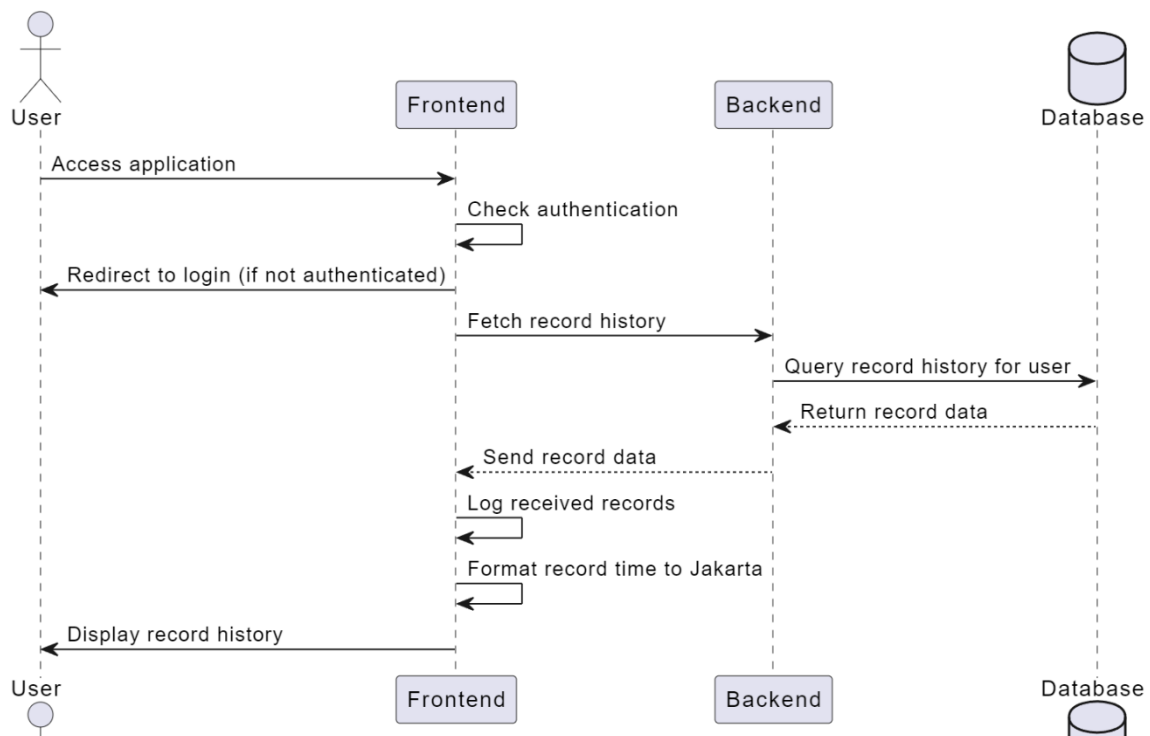 User
Frontend
Backend
Database
Access application
Check authentication
Redirect to login (if not authenticated)
Fetch record history
Query record history for user
Return record data
Send record data
Log received records
Format record time to Jakarta
Display record history
User
Frontend
Backend
Database